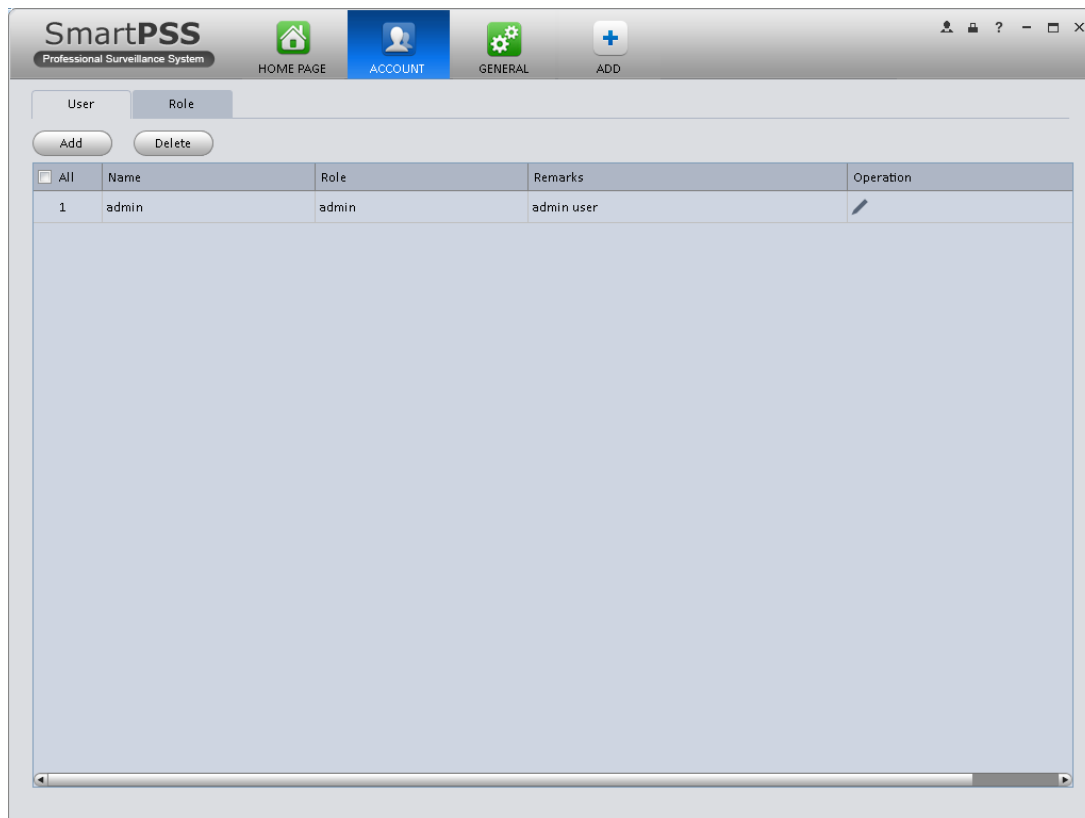 SmartPSS
Professional Surveillance System
HOME PAGE
ACCOUNT
GENERAL
ADD
?
User Role
Add Delete
All Name Role Remarks Operation
1 admin admin admin user